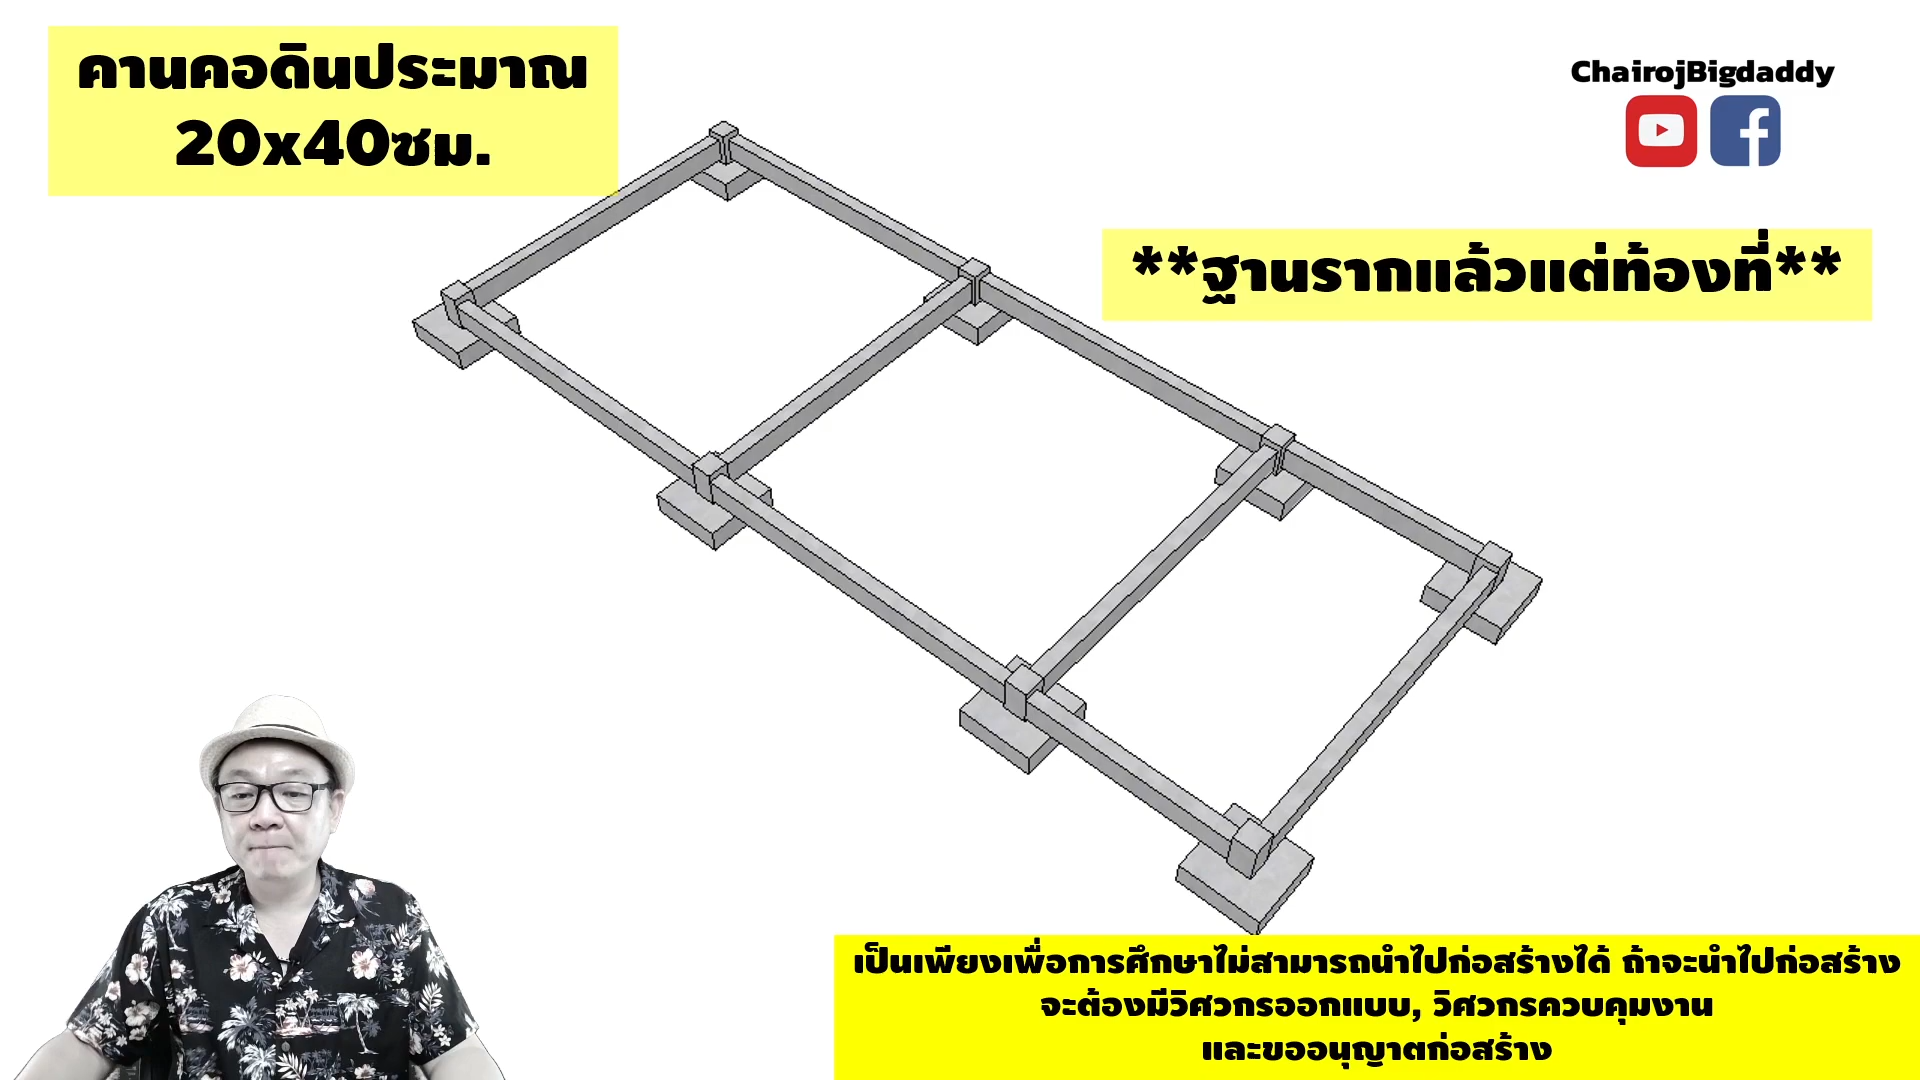 คานคอดินประมาณ
20x40ซม.
ChairojBigdaddy
**ฐานรากแล้วแต่ท้องที่**
เป็นเพียงเพื่อการศึกษาไม่สามารถนำไปก่อสร้างได้ ถ้าจะนำไปก่อสร้าง
จะต้องมีวิศวกรออกแบบ, วิศวกรควบคุมงาน
และขออนุญาตก่อสร้าง